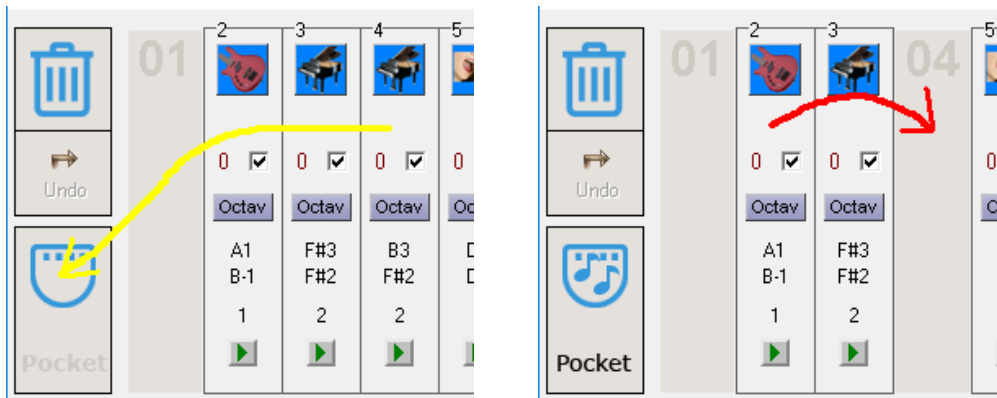 2 3 4 5
01
0 0 0 0
Undo
Octav Octav Octav Oc
A1 F#3 B3
B-1 F#2 F#2
1 2 2
Pocket
2 3 5
01 04
0 0 0
Undo
Octav Octav
A1 F#3
B-1 F#2
1 2
Pocket